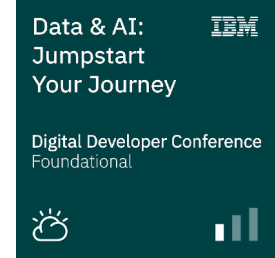 Data & AI:
IBM
Jumpstart
Your Journey
Digital Developer Conference
Foundational